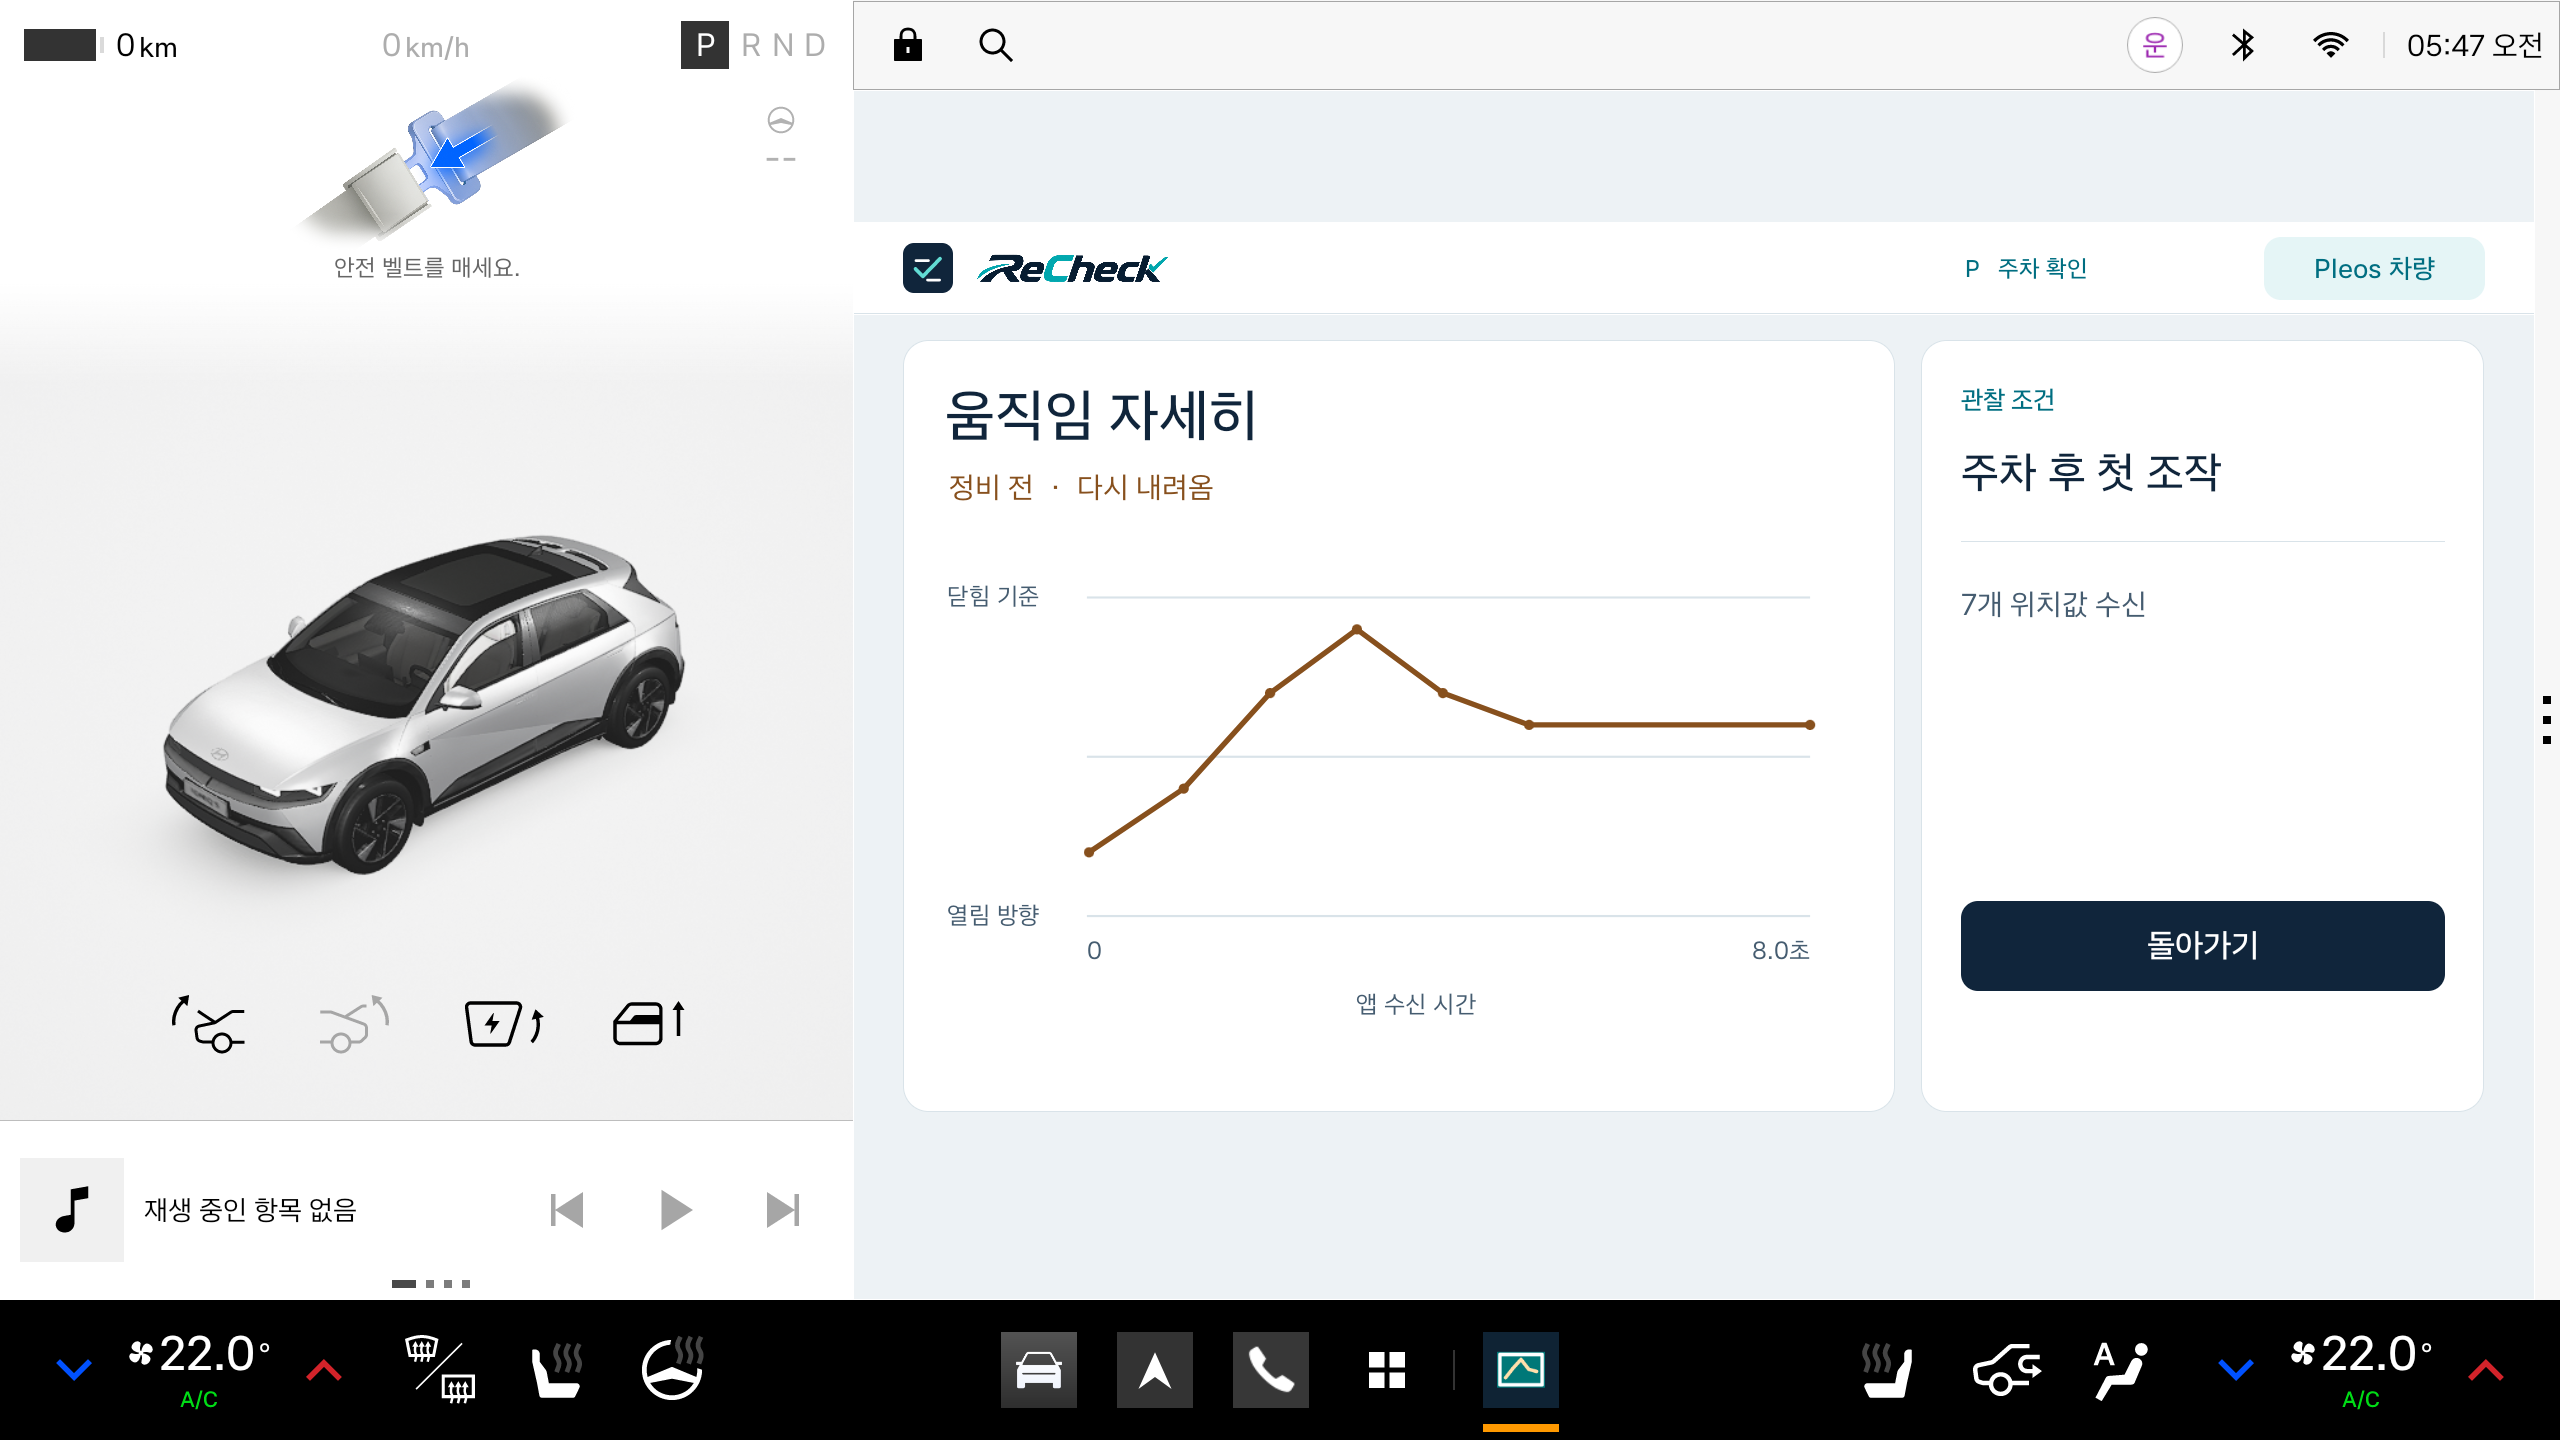 0 km
0 km/h
P R N D
운
05:47 오전
안전 벨트를 매세요.
--
ReCheck
P 주차 확인
Pleos 차량
움직임 자세히
정비 전 · 다시 내려옴
닫힘 기준
열림 방향
0
8.0초
앱 수신 시간
관찰 조건
주차 후 첫 조작
7개 위치값 수신
돌아가기
재생 중인 항목 없음
22.0°
A/C
A
22.0°
A/C